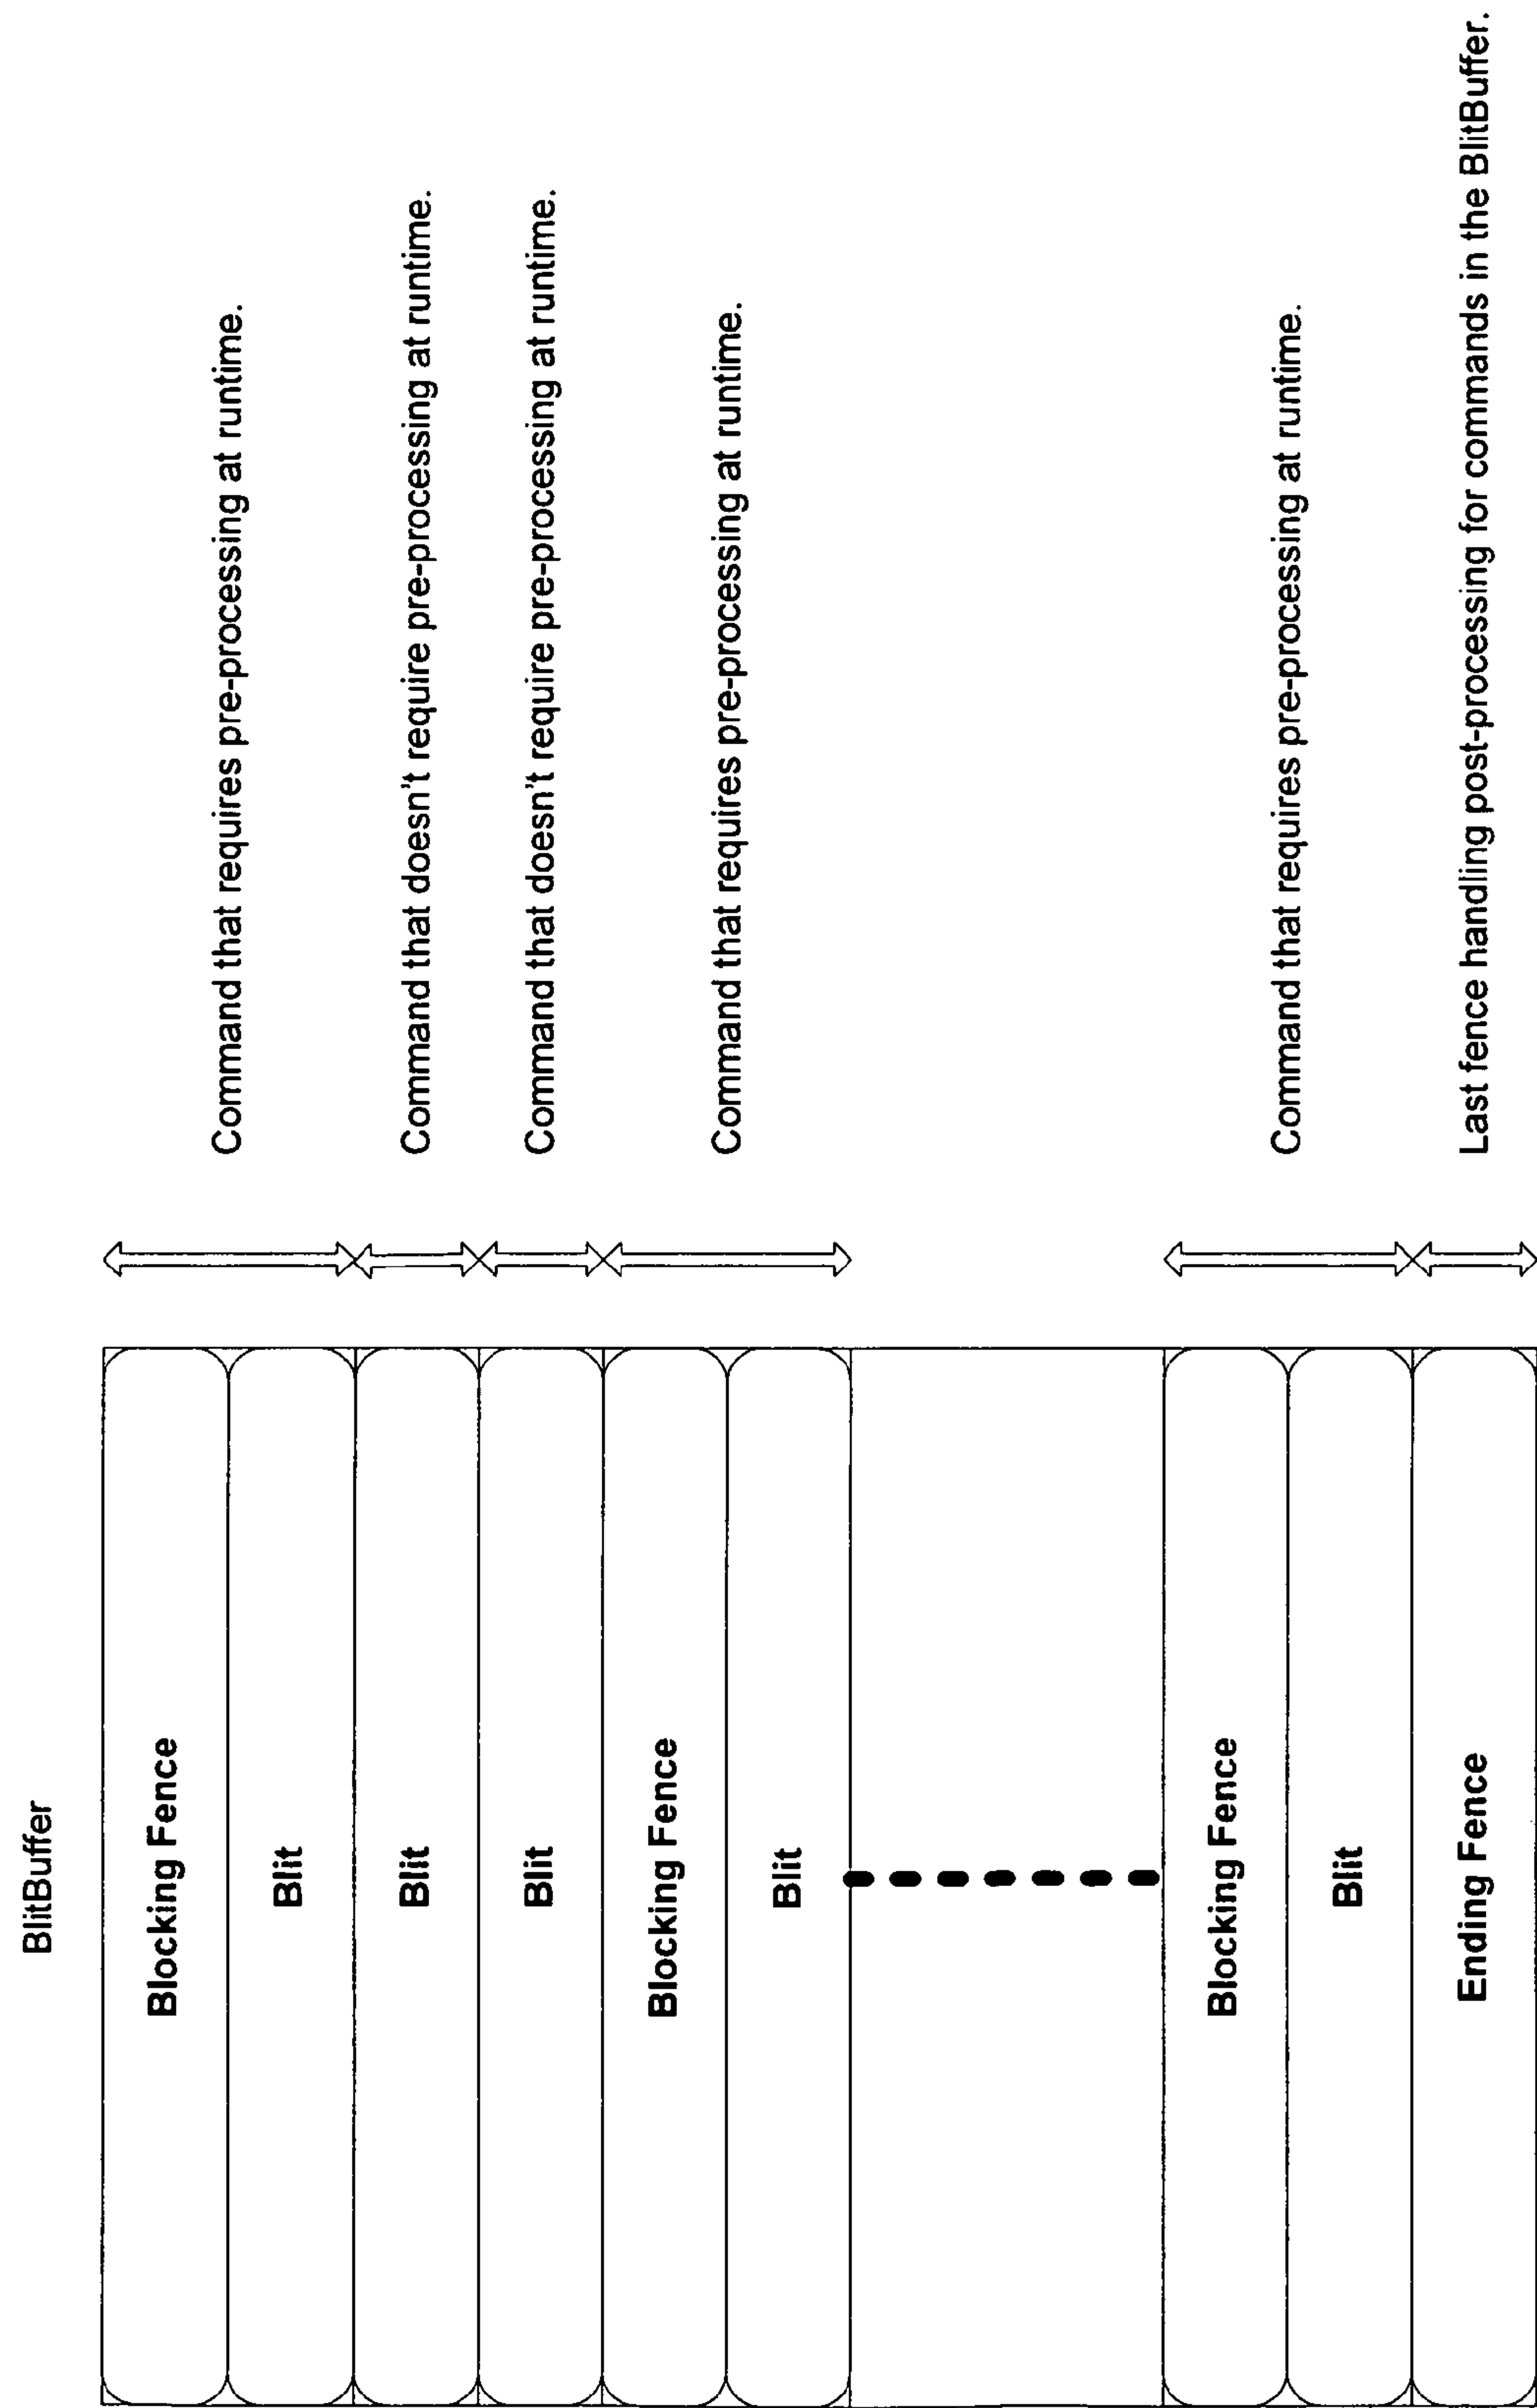 BlitBuffer
Blocking Fence
Command that requires pre-processing at runtime.
Blit
Blit
Command that doesn't require pre-processing at runtime.
Blit
Command that doesn't require pre-processing at runtime.
Blocking Fence
Command that requires pre-processing at runtime.
Blit
Blocking Fence
Command that requires pre-processing at runtime.
Blit
Ending Fence
Last fence handling post-processing for commands in the BlitBuffer.